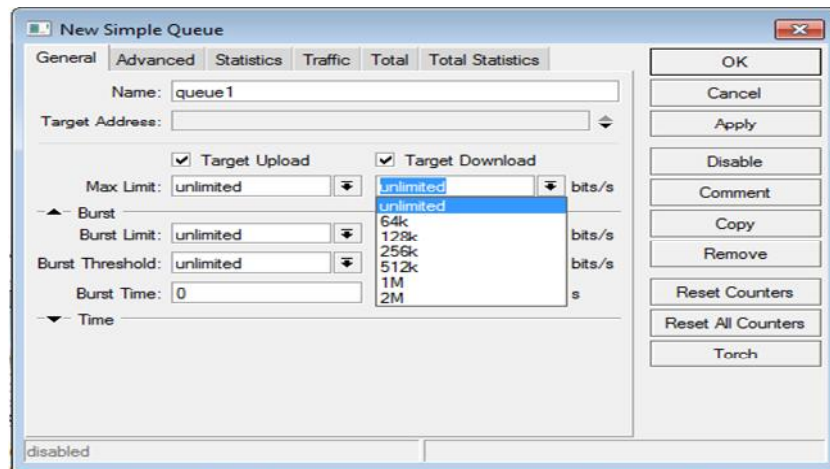 New Simple Queue
General Advanced Statistics Traffic Total Total Statistics
Name: queue1
Target Address:
Target Upload Target Download
Max Limit: unlimited unlimited bits/s
unlimited
64k
128k
256k
512k
1M
2M
Burst
Burst Limit: unlimited bits/s
Burst Threshold: unlimited bits/s
Burst Time: 0 s
Time
OK
Cancel
Apply
Disable
Comment
Copy
Remove
Reset Counters
Reset All Counters
Torch
disabled